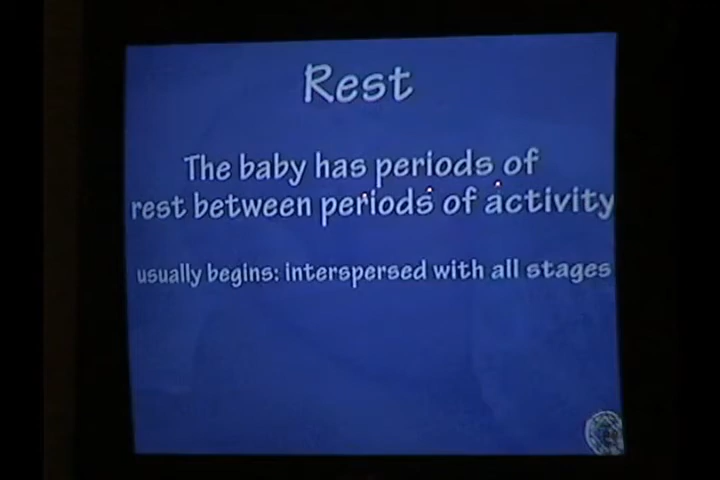 Rest
The baby has periods of
rest between periods of activity
usually begins: interspersed with all stages